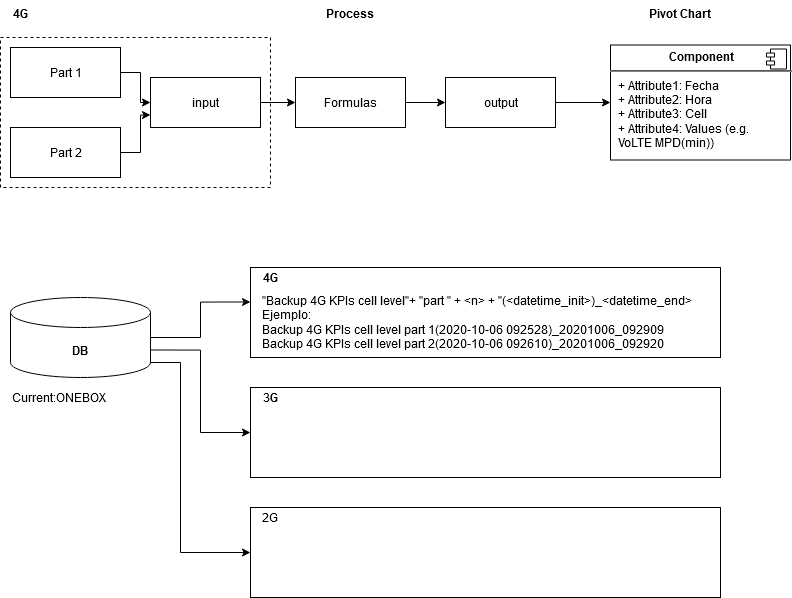 4G
Process
Pivot Chart
Part 1
Part 2
input
Formulas
output
Component
+ Attribute1: Fecha
+ Attribute2: Hora
+ Attribute3: Cell
+ Attribute4: Values (e.g.
VoLTE MPD(min))
DB
Current:ONEBOX
4G
"Backup 4G KPIs cell level"+ "part " + <n> + "(<datetime_init>)_<datetime_end>
Ejemplo:
Backup 4G KPIs cell level part 1(2020-10-06 092528)_20201006_092909
Backup 4G KPIs cell level part 2(2020-10-06 092610)_20201006_092920
3G
2G